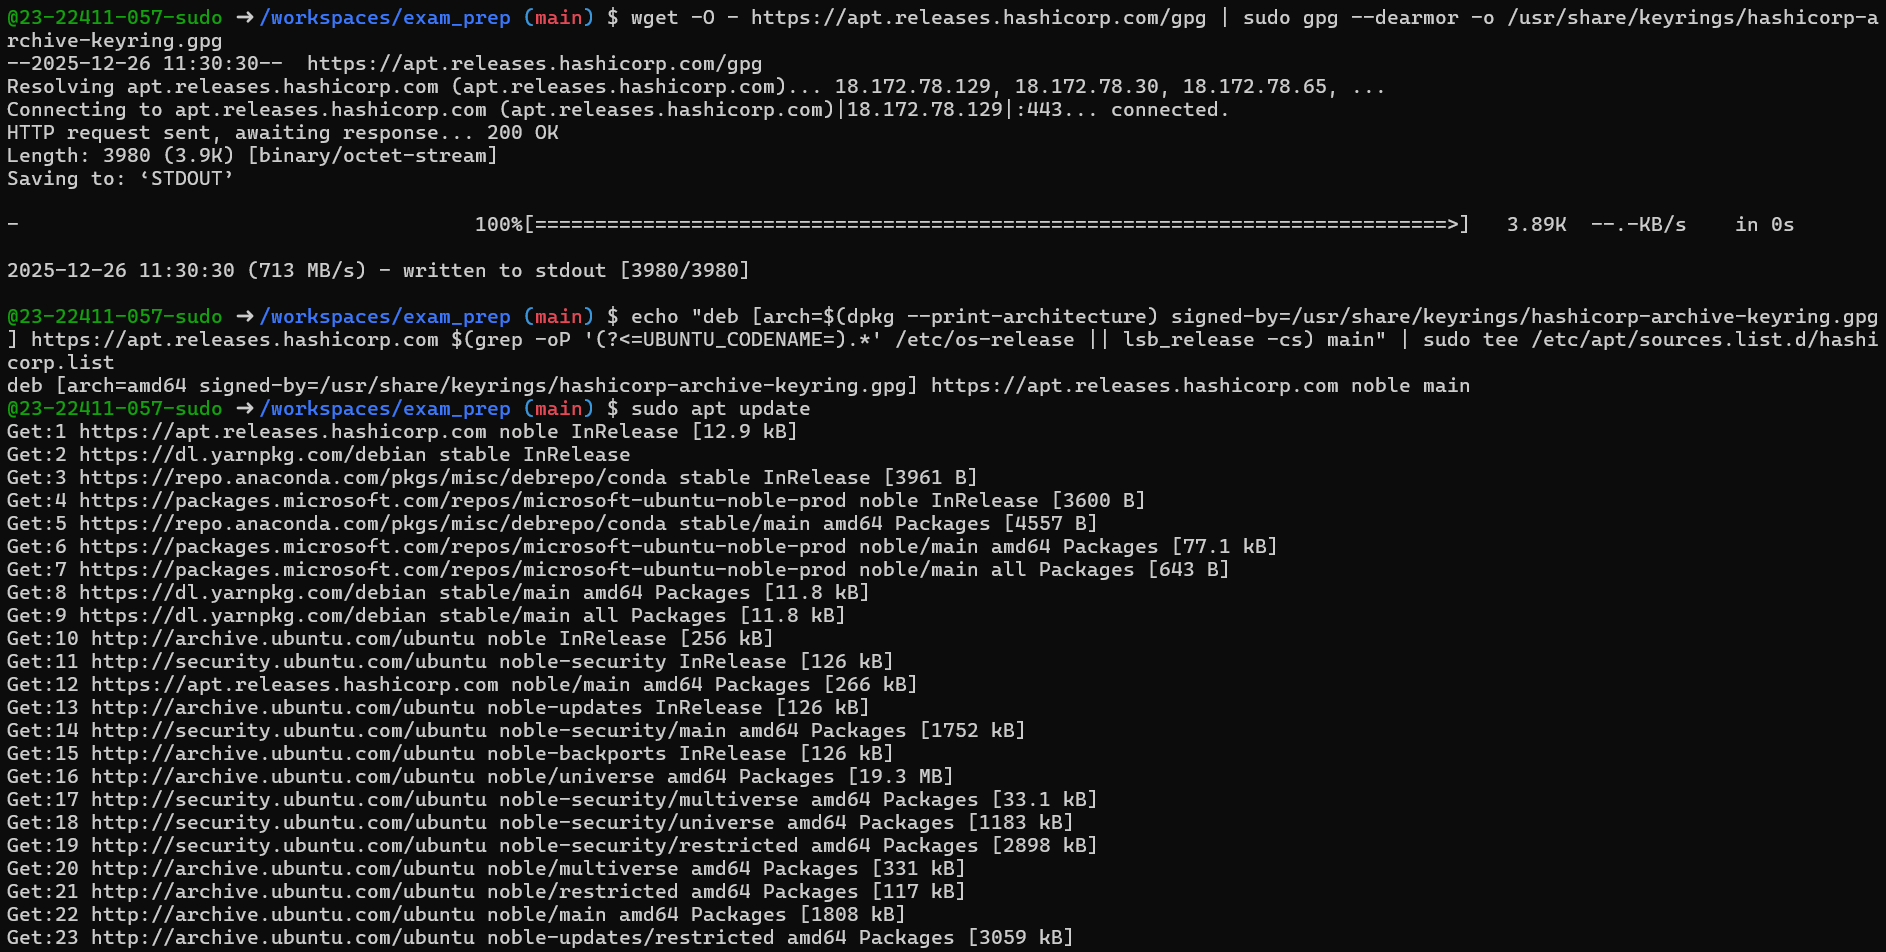 @23-22411-057-sudo ➜ /workspaces/exam_prep (main) $ wget -O - https://apt.releases.hashicorp.com/gpg | sudo gpg --dearmor -o /usr/share/keyrings/hashicorp-a
rchive-keyring.gpg
--2025-12-26 11:30:30--  https://apt.releases.hashicorp.com/gpg
Resolving apt.releases.hashicorp.com (apt.releases.hashicorp.com)... 18.172.78.129, 18.172.78.30, 18.172.78.65, ...
Connecting to apt.releases.hashicorp.com (apt.releases.hashicorp.com)|18.172.78.129|:443... connected.
HTTP request sent, awaiting response... 200 OK
Length: 3980 (3.9K) [binary/octet-stream]
Saving to: ‘STDOUT’
-                                      100%[============================================================================>]   3.89K  --.-KB/s    in 0s
2025-12-26 11:30:30 (713 MB/s) - written to stdout [3980/3980]
@23-22411-057-sudo ➜ /workspaces/exam_prep (main) $ echo "deb [arch=$(dpkg --print-architecture) signed-by=/usr/share/keyrings/hashicorp-archive-keyring.gpg
] https://apt.releases.hashicorp.com $(grep -oP '(?<=UBUNTU_CODENAME=).*' /etc/os-release || lsb_release -cs) main" | sudo tee /etc/apt/sources.list.d/hashi
corp.list
deb [arch=amd64 signed-by=/usr/share/keyrings/hashicorp-archive-keyring.gpg] https://apt.releases.hashicorp.com noble main
@23-22411-057-sudo ➜ /workspaces/exam_prep (main) $ sudo apt update
Get:1 https://apt.releases.hashicorp.com noble InRelease [12.9 kB]
Get:2 https://dl.yarnpkg.com/debian stable InRelease
Get:3 https://repo.anaconda.com/pkgs/misc/debrepo/conda stable InRelease [3961 B]
Get:4 https://packages.microsoft.com/repos/microsoft-ubuntu-noble-prod noble InRelease [3600 B]
Get:5 https://repo.anaconda.com/pkgs/misc/debrepo/conda stable/main amd64 Packages [4557 B]
Get:6 https://packages.microsoft.com/repos/microsoft-ubuntu-noble-prod noble/main amd64 Packages [77.1 kB]
Get:7 https://packages.microsoft.com/repos/microsoft-ubuntu-noble-prod noble/main all Packages [643 B]
Get:8 https://dl.yarnpkg.com/debian stable/main amd64 Packages [11.8 kB]
Get:9 https://dl.yarnpkg.com/debian stable/main all Packages [11.8 kB]
Get:10 http://archive.ubuntu.com/ubuntu noble InRelease [256 kB]
Get:11 http://security.ubuntu.com/ubuntu noble-security InRelease [126 kB]
Get:12 https://apt.releases.hashicorp.com noble/main amd64 Packages [266 kB]
Get:13 http://archive.ubuntu.com/ubuntu noble-updates InRelease [126 kB]
Get:14 http://security.ubuntu.com/ubuntu noble-security/main amd64 Packages [1752 kB]
Get:15 http://archive.ubuntu.com/ubuntu noble-backports InRelease [126 kB]
Get:16 http://archive.ubuntu.com/ubuntu noble/universe amd64 Packages [19.3 MB]
Get:17 http://security.ubuntu.com/ubuntu noble-security/multiverse amd64 Packages [33.1 kB]
Get:18 http://security.ubuntu.com/ubuntu noble-security/universe amd64 Packages [1183 kB]
Get:19 http://security.ubuntu.com/ubuntu noble-security/restricted amd64 Packages [2898 kB]
Get:20 http://archive.ubuntu.com/ubuntu noble/multiverse amd64 Packages [331 kB]
Get:21 http://archive.ubuntu.com/ubuntu noble/restricted amd64 Packages [117 kB]
Get:22 http://archive.ubuntu.com/ubuntu noble/main amd64 Packages [1808 kB]
Get:23 http://archive.ubuntu.com/ubuntu noble-updates/restricted amd64 Packages [3059 kB]